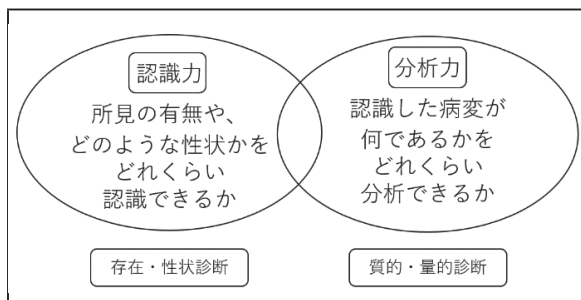 認識力
所見の有無や、
どのような性状かを
どれくらい
認識できるか
分析力
認識した病変が
何であるかを
どれくらい
分析できるか
存在・性状診断
質的・量的診断